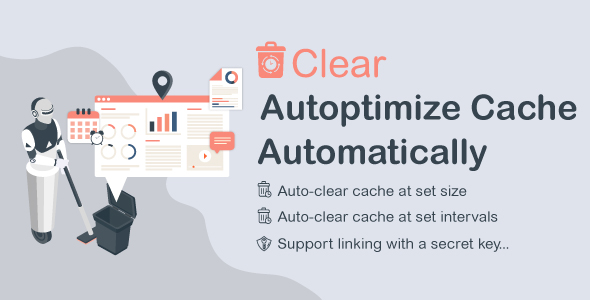 Clear
Autoptimize Cache
Automatically
Auto-clear cache at set size
Auto-clear cache at set intervals
Support linking with a secret key...